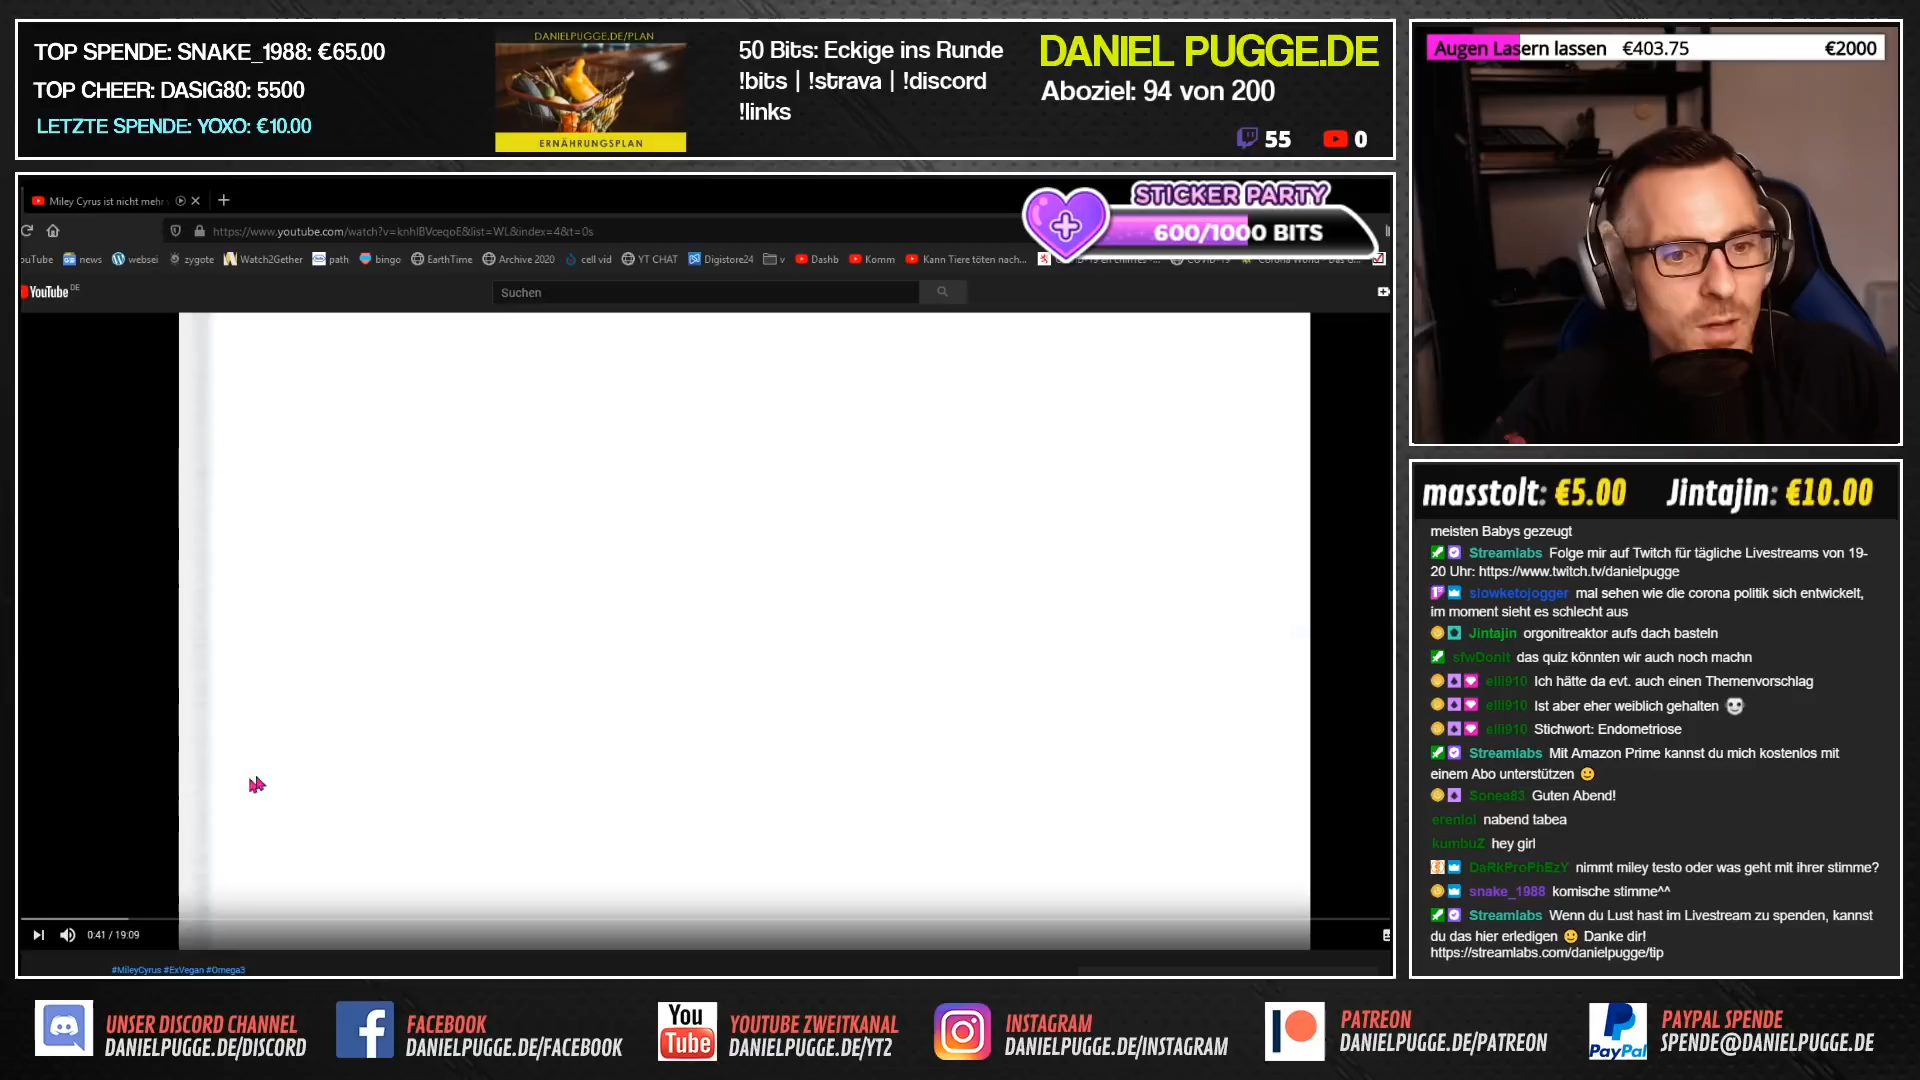 TOP SPENDE: SNAKE_1988: €65.00
TOP CHEER: DASIG80: 5500
LETZTE SPENDE: YOXO: €10.00
DANIELPUGGE.DE/PLAN
ERNÄHRUNGSPLAN
50 Bits: Eckige ins Runde
!bits | !strava | !discord
!links
DANIEL PUGGE.DE
Aboziel: 94 von 200
55 0
Augen Lasern lassen €403.75 €2000
Miley Cyrus ist nicht mehr
STICKER PARTY
600/1000 BITS
https://www.youtube.com/watch?v=knhlBVceqoE&list=WL&index=4&t=0s
ouTube news websei zygote Watch2Gether path bingo EarthTime Archive 2020 cell vid YT CHAT Digistore24 v Dashb Komm Kann Tiere töten nach...
YouTube DE
Suchen
0:41 / 19:09
#MileyCyrus #ExVegan #Omega3
masstolt: €5.00 Jintajin: €10.00
meisten Babys gezeugt
Streamlabs Folge mir auf Twitch für tägliche Livestreams von 19-
20 Uhr: https://www.twitch.tv/danielpugge
slowketojogger mal sehen wie die corona politik sich entwickelt,
im moment sieht es schlecht aus
Jintajin orgonitreaktor aufs dach basteln
sfwDonit das quiz könnten wir auch noch machn
elli910 Ich hätte da evt. auch einen Themenvorschlag
elli910 Ist aber eher weiblich gehalten
elli910 Stichwort: Endometriose
Streamlabs Mit Amazon Prime kannst du mich kostenlos mit
einem Abo unterstützen
Sonea83 Guten Abend!
erenlol nabend tabea
kumbuZ hey girl
DaRkProPhEzY nimmt miley testo oder was geht mit ihrer stimme?
snake_1988 komische stimme^^
Streamlabs Wenn du Lust hast im Livestream zu spenden, kannst
du das hier erledigen Danke dir!
https://streamlabs.com/danielpugge/tip
UNSER DISCORD CHANNEL
DANIELPUGGE.DE/DISCORD
FACEBOOK
DANIELPUGGE.DE/FACEBOOK
You
Tube
YOUTUBE ZWEITKANAL
DANIELPUGGE.DE/YT2
INSTAGRAM
DANIELPUGGE.DE/INSTAGRAM
PATREON
DANIELPUGGE.DE/PATREON
PayPal
PAYPAL SPENDE
SPENDE@DANIELPUGGE.DE